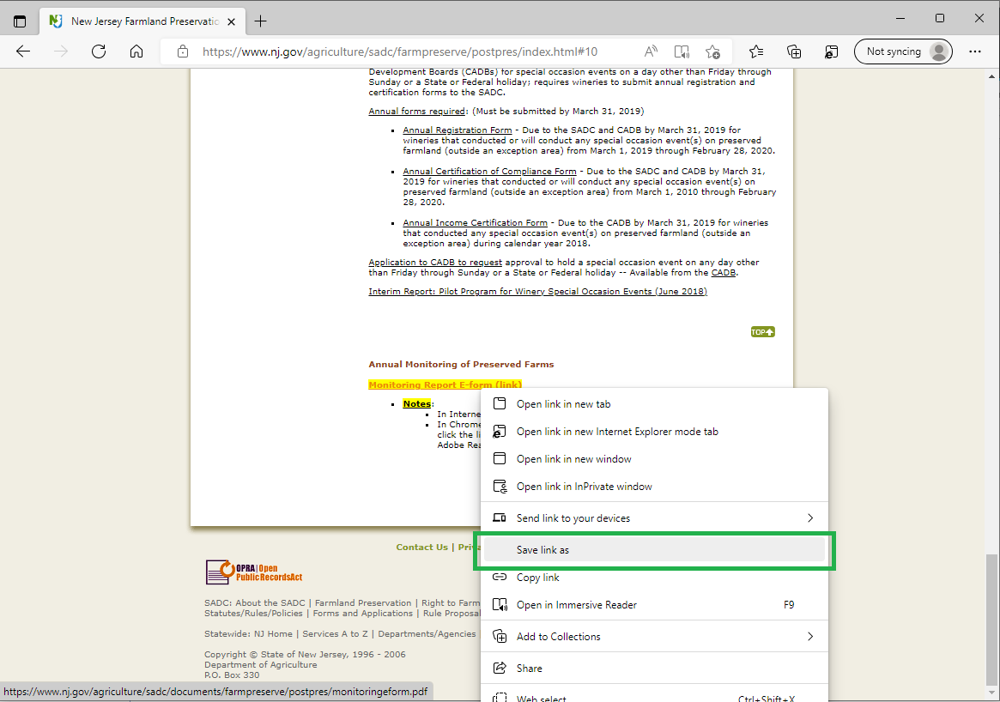 New Jersey Farmland Preservatio
https://www.nj.gov/agriculture/sadc/farmpreserve/postpres/index.html#10
Not syncing
Development Boards (CADBs) for special occasion events on a day other than Friday through
Sunday or a State or Federal holiday; requires wineries to submit annual registration and
certification forms to the SADC.
Annual forms required: (Must be submitted by March 31, 2019)
Annual Registration Form - Due to the SADC and CADB by March 31, 2019 for
wineries that conducted or will conduct any special occasion event(s) on preserved
farmland (outside an exception area) from March 1, 2019 through February 28, 2020.
Annual Certification of Compliance Form - Due to the SADC and CADB by March 31,
2019 for wineries that conducted or will conduct any special occasion event(s) on
preserved farmland (outside an exception area) from March 1, 2010 through February
28, 2020.
Annual Income Certification Form - Due to the CADB by March 31, 2019 for wineries
that conducted any special occasion event(s) on preserved farmland (outside an
exception area) during calendar year 2018.
Application to CADB to request approval to hold a special occasion event on any day other
than Friday through Sunday or a State or Federal holiday -- Available from the CADB.
Interim Report: Pilot Program for Winery Special Occasion Events (June 2018)
TOP
Annual Monitoring of Preserved Farms
Monitoring Report E-form (link)
Notes:
In Interne
In Chrome
click the li
Adobe Rea
Open link in new tab
Open link in new Internet Explorer mode tab
Open link in new window
Open link in InPrivate window
Send link to your devices
Save link as
Copy link
Open in Immersive Reader F9
Add to Collections
Share
Web select Ctrl+Shift+X
Contact Us | Priva
OPRA|Open
PublicRecordsAct
SADC: About the SADC | Farmland Preservation | Right to Farm
Statutes/Rules/Policies | Forms and Applications | Rule Proposal
Statewide: NJ Home | Services A to Z | Departments/Agencies
Copyright © State of New Jersey, 1996 - 2006
Department of Agriculture
P.O. Box 330
https://www.nj.gov/agriculture/sadc/documents/farmpreserve/postpres/monitoringeform.pdf